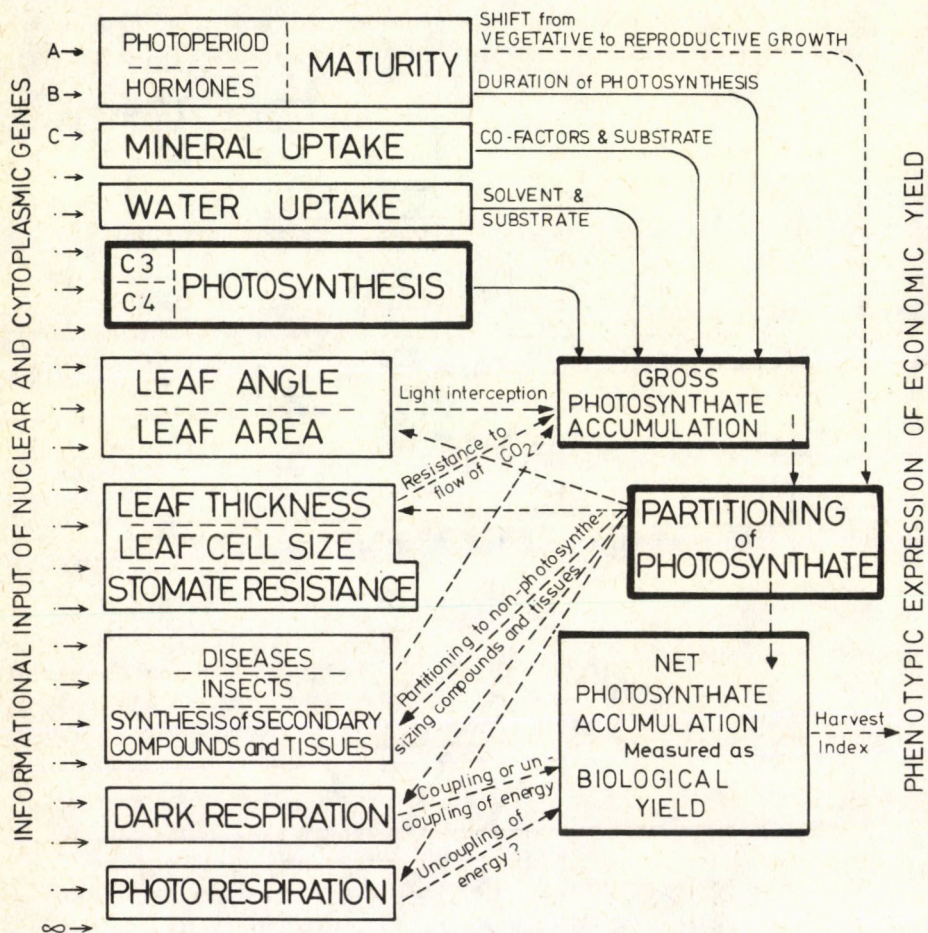 INFORMATIONAL INPUT OF NUCLEAR AND CYTOPLASMIC GENES
A
B
C
∞
PHOTOPERIOD
HORMONES
MATURITY
SHIFT from
VEGETATIVE to REPRODUCTIVE GROWTH
DURATION of PHOTOSYNTHESIS
MINERAL UPTAKE
CO-FACTORS & SUBSTRATE
WATER UPTAKE
SOLVENT &
SUBSTRATE
C3
C4
PHOTOSYNTHESIS
LEAF ANGLE
LEAF AREA
Light interception
GROSS
PHOTOSYNTHATE
ACCUMULATION
LEAF THICKNESS
LEAF CELL SIZE
STOMATE RESISTANCE
Resistance to
flow of CO2
PARTITIONING
of
PHOTOSYNTHATE
DISEASES
INSECTS
SYNTHESIS of SECONDARY
COMPOUNDS and TISSUES
Partitioning to non-photosynthe-
sizing compounds and tissues
NET
PHOTOSYNTHATE
ACCUMULATION
Measured as
BIOLOGICAL
YIELD
Harvest
Index
DARK RESPIRATION
Coupling or un
coupling of energy
PHOTO RESPIRATION
Uncoupling of
energy?
PHENOTYPIC EXPRESSION OF ECONOMIC YIELD